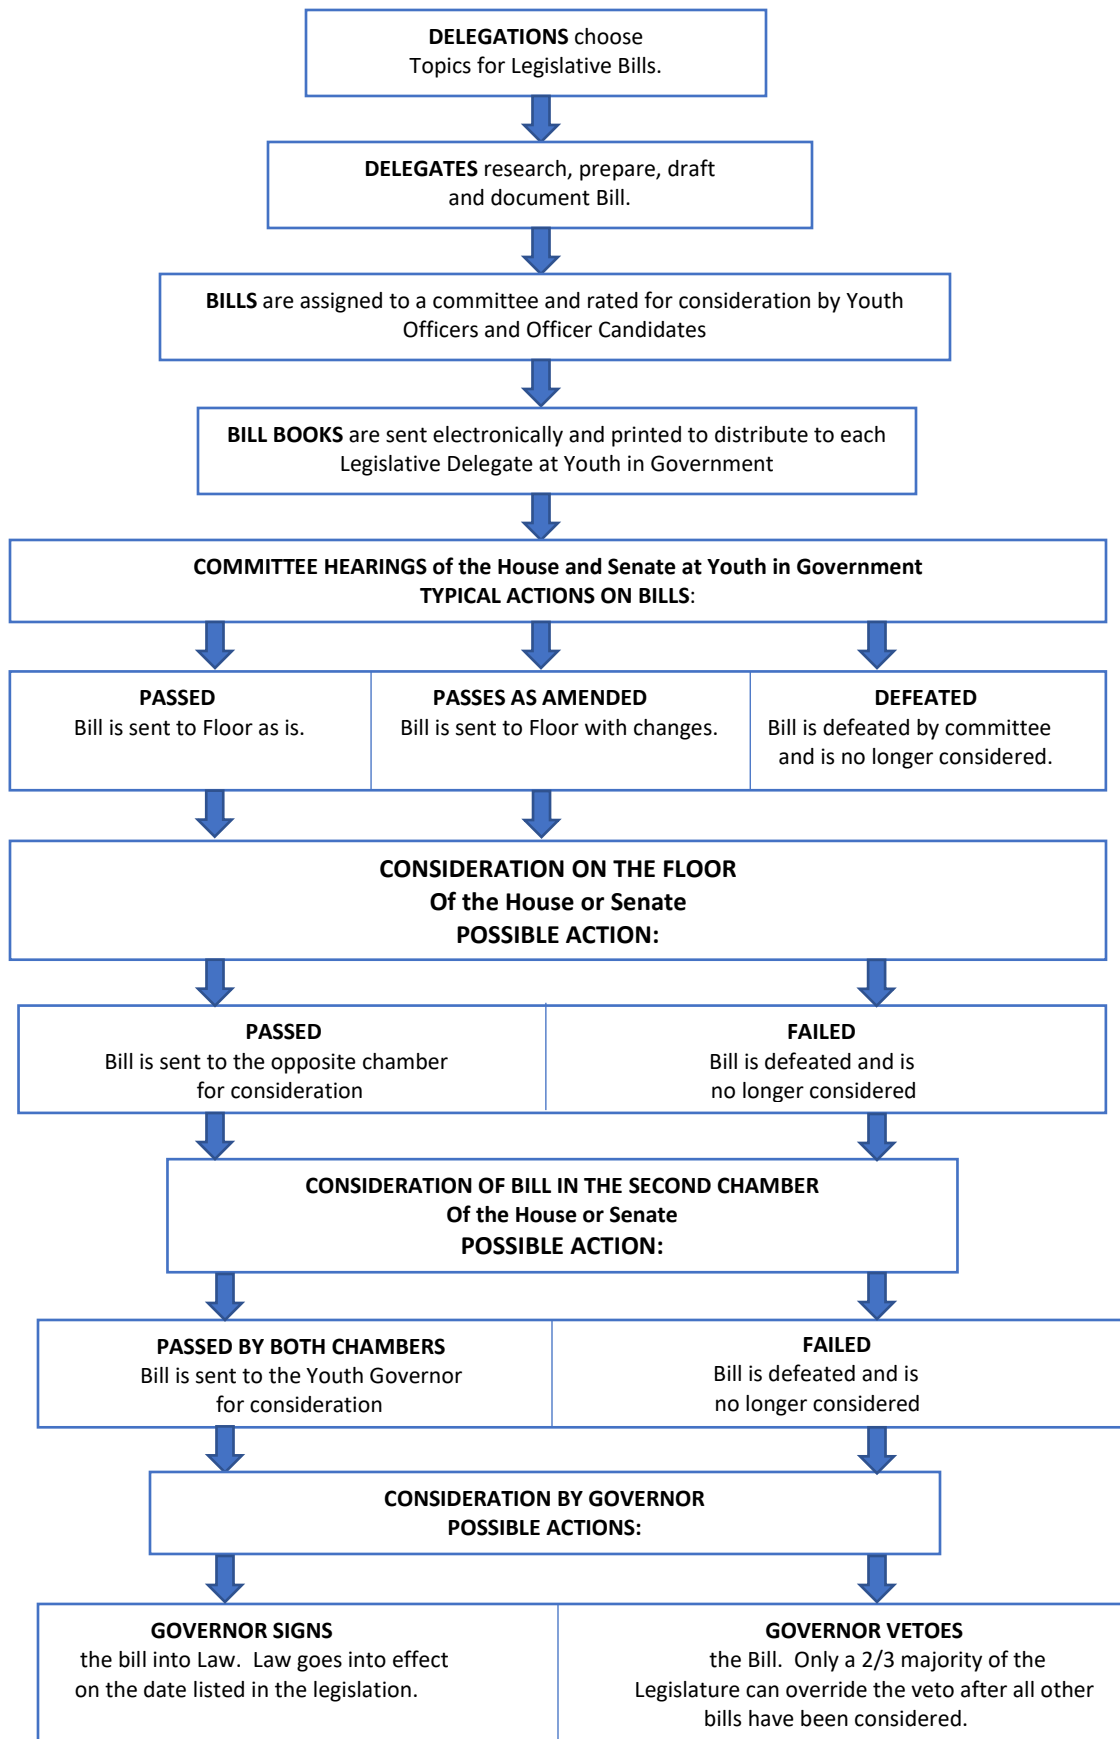 DELEGATIONS choose
Topics for Legislative Bills.
DELEGATES research, prepare, draft
and document Bill.
BILLS are assigned to a committee and rated for consideration by Youth
Officers and Officer Candidates
BILL BOOKS are sent electronically and printed to distribute to each
Legislative Delegate at Youth in Government
COMMITTEE HEARINGS of the House and Senate at Youth in Government
TYPICAL ACTIONS ON BILLS:
PASSED
Bill is sent to Floor as is.
PASSES AS AMENDED
Bill is sent to Floor with changes.
DEFEATED
Bill is defeated by committee
and is no longer considered.
CONSIDERATION ON THE FLOOR
Of the House or Senate
POSSIBLE ACTION:
PASSED
Bill is sent to the opposite chamber
for consideration
FAILED
Bill is defeated and is
no longer considered
CONSIDERATION OF BILL IN THE SECOND CHAMBER
Of the House or Senate
POSSIBLE ACTION:
PASSED BY BOTH CHAMBERS
Bill is sent to the Youth Governor
for consideration
FAILED
Bill is defeated and is
no longer considered
CONSIDERATION BY GOVERNOR
POSSIBLE ACTIONS:
GOVERNOR SIGNS
the bill into Law. Law goes into effect
on the date listed in the legislation.
GOVERNOR VETOES
the Bill. Only a 2/3 majority of the
Legislature can override the veto after all other
bills have been considered.